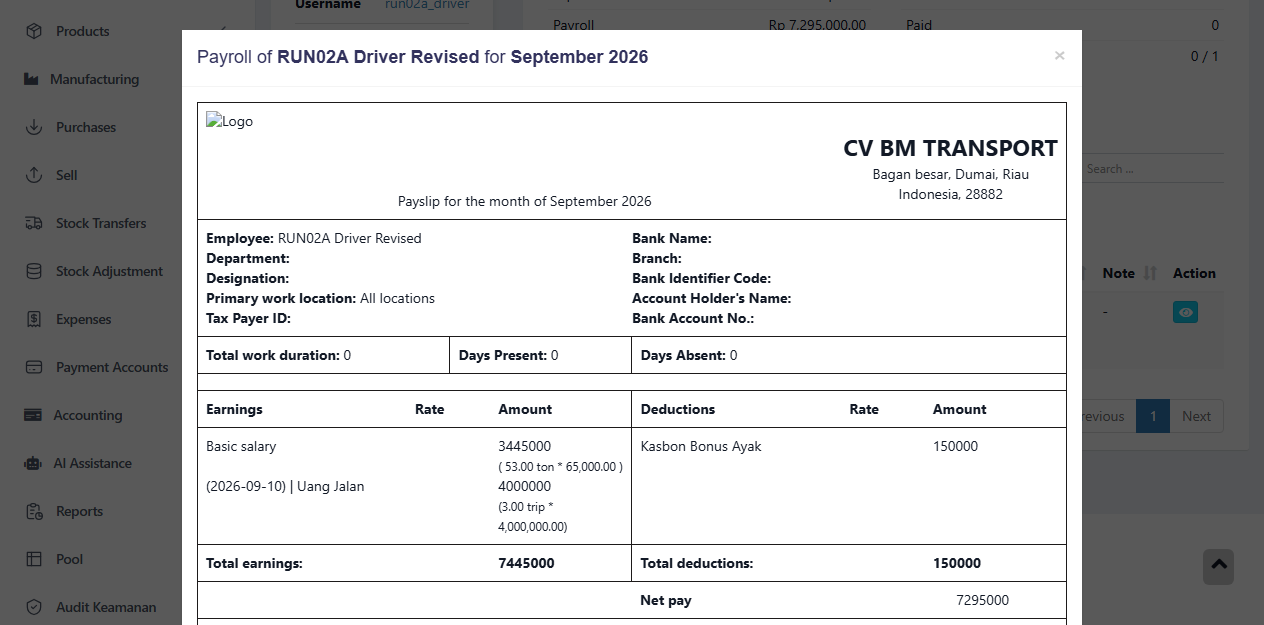 Username run02a_driver
Payroll Rp 7,295,000.00 Paid 0
0 / 1
Products
Manufacturing
Purchases
Sell
Stock Transfers
Stock Adjustment
Expenses
Payment Accounts
Accounting
AI Assistance
Reports
Pool
Audit Keamanan
Payroll of RUN02A Driver Revised for September 2026 ×
Logo
CV BM TRANSPORT
Bagan besar, Dumai, Riau
Indonesia, 28882
Payslip for the month of September 2026
Employee: RUN02A Driver Revised
Department:
Designation:
Primary work location: All locations
Tax Payer ID:
Bank Name:
Branch:
Bank Identifier Code:
Account Holder's Name:
Bank Account No.:
Total work duration: 0 Days Present: 0 Days Absent: 0
Earnings Rate Amount Deductions Rate Amount
Basic salary 3445000 Kasbon Bonus Ayak 150000
( 53.00 ton * 65,000.00 )
(2026-09-10) | Uang Jalan 4000000
(3.00 trip *
4,000,000.00)
Total earnings: 7445000 Total deductions: 150000
Net pay 7295000
Search ...
Note Action
-
evious 1 Next